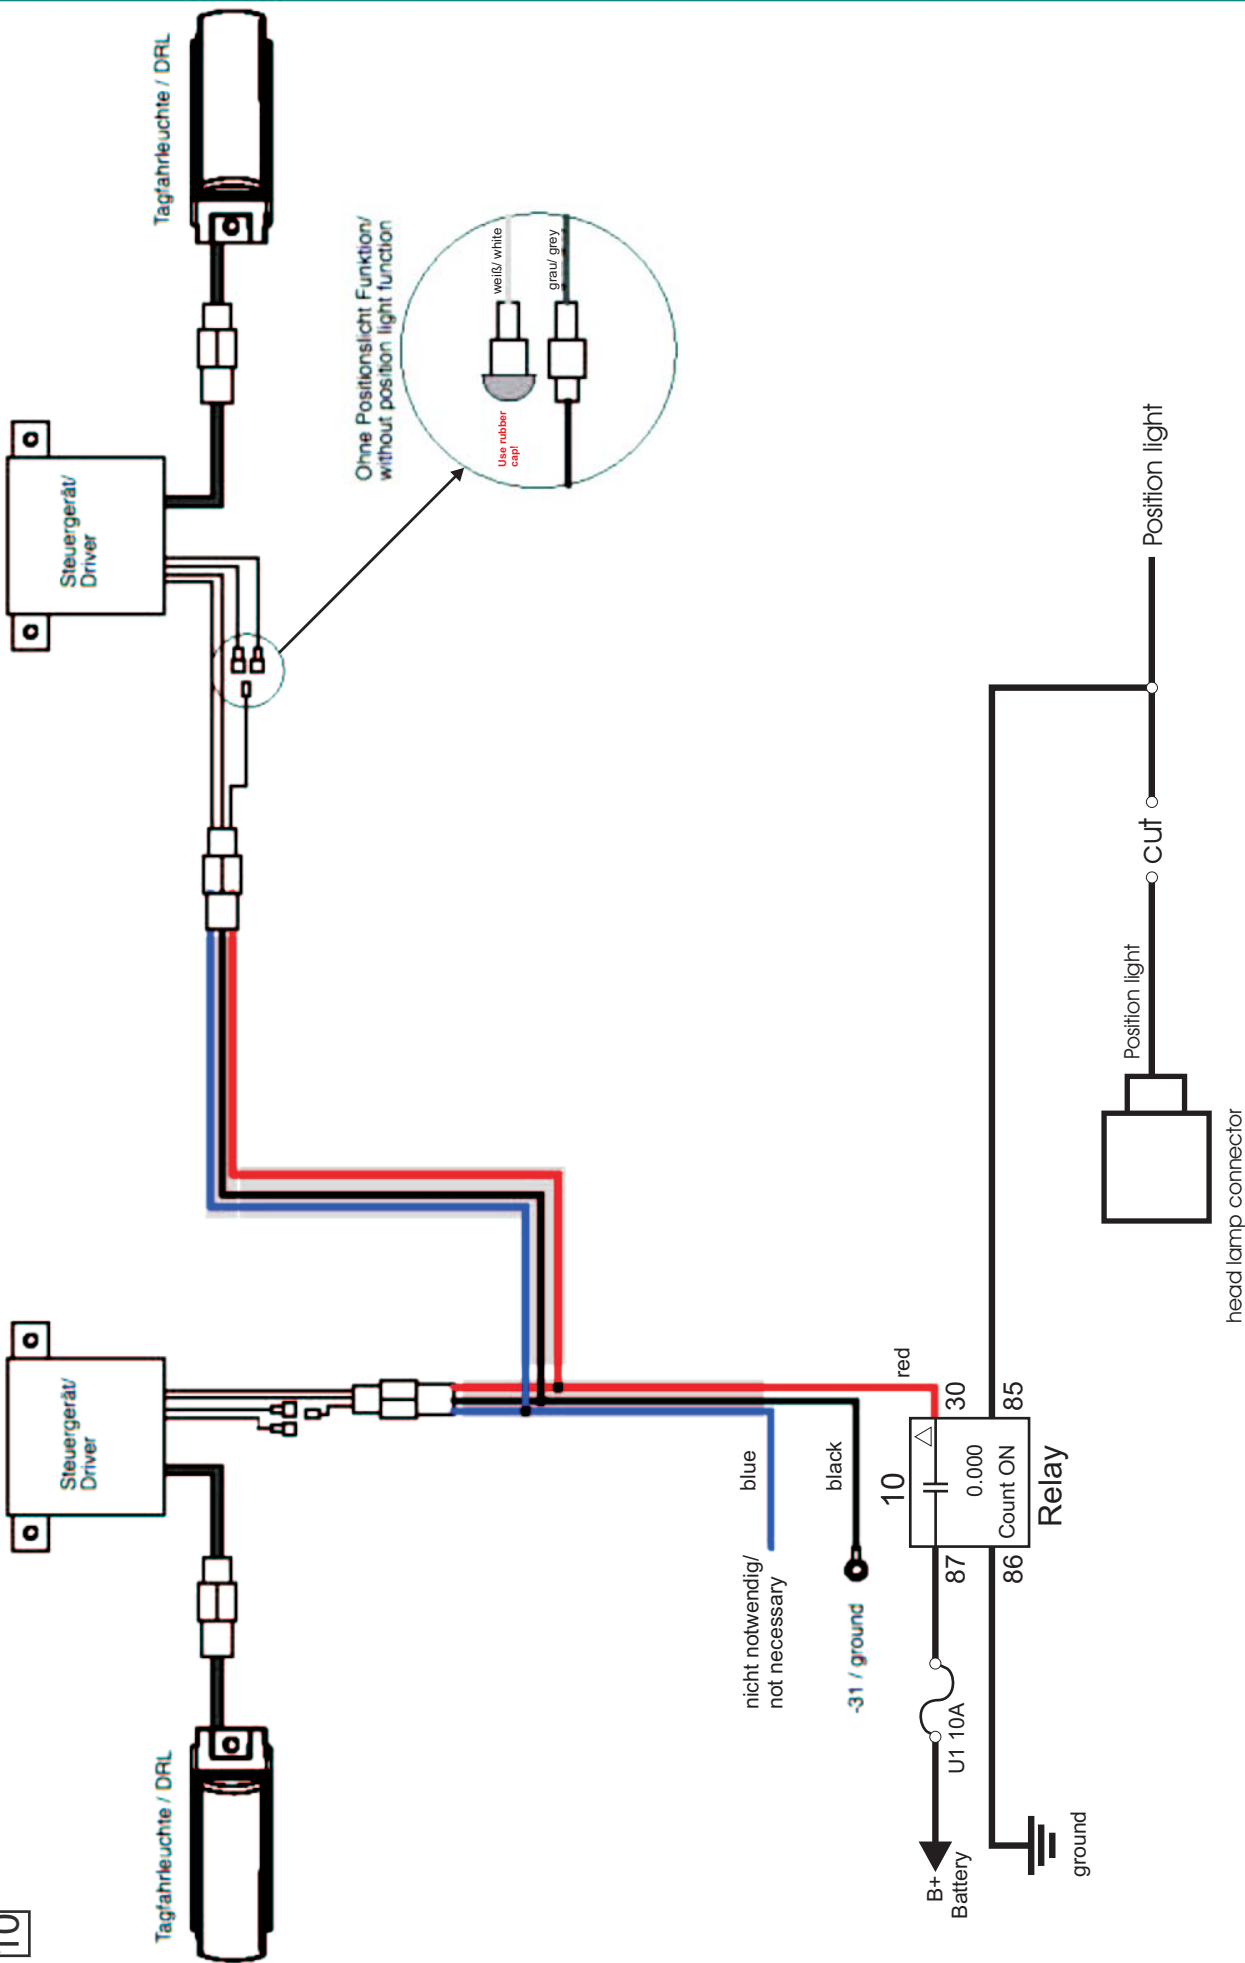 10
Tagfahrleuchte / DRL
Steuergerät/
Driver
Steuergerät/
Driver
Tagfahrleuchte / DRL
Ohne Positionslicht Funktion/
without position light function
weiß/ white
grau/ grey
Use rubber
cap!
nicht notwendig/
not necessary
blue
-31 / ground
black
red
B+
Battery
U1 10A
87
10
30
0.000
Count ON
86
85
Relay
ground
head lamp connector
Position light
cut
Position light